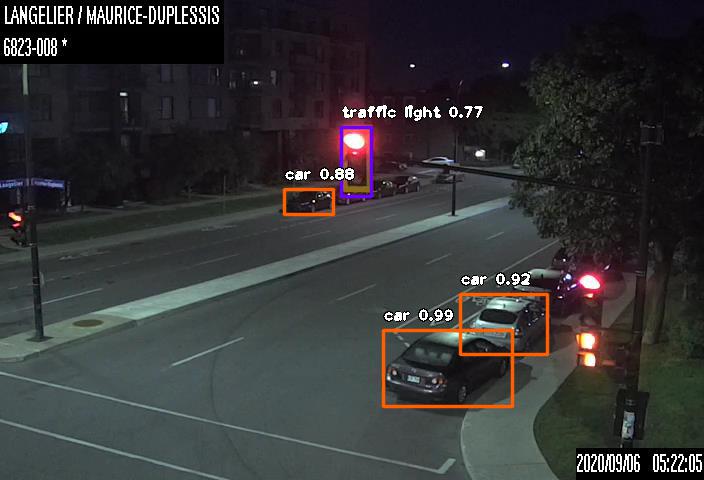 LANGELIER / MAURICE-DUPLESSIS
6823-008 *
traffic light 0.77
car 0.88
car 0.92
car 0.99
Langelier
2020/09/06 05:22:05